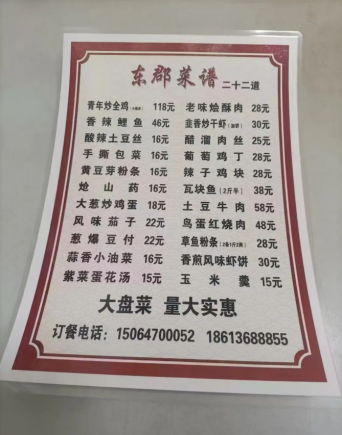 东郡菜谱 二十二道
青年炒全鸡 118元 老味烩酥肉 28元
香辣鲤鱼 46元 韭香炒干虾 30元
酸辣土豆丝 16元 醋溜肉丝 25元
手撕包菜 16元 葡萄鸡丁 28元
黄豆芽粉条 16元 辣子鸡块 28元
炝山药 16元 瓦块鱼(2斤半) 38元
大葱炒鸡蛋 18元 土豆牛肉 58元
风味茄子 22元 鸟蛋红烧肉 48元
葱爆豆付 22元 草鱼粉条 28元
蒜香小油菜 16元 香煎风味虾饼 30元
紫菜蛋花汤 15元 玉米羹 15元
大盘菜 量大实惠
订餐电话：15064700052 18613688855